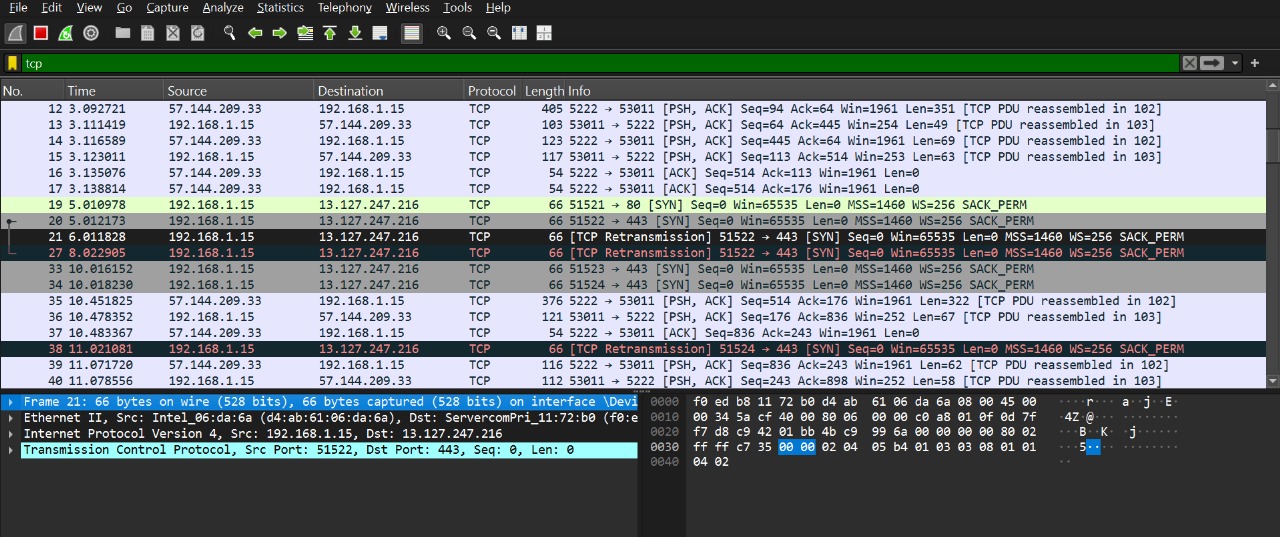 File Edit View Go Capture Analyze Statistics Telephony Wireless Tools Help
tcp
No. Time Source Destination Protocol Length Info
12 3.092721 57.144.209.33 192.168.1.15 TCP 405 5222 → 53011 [PSH, ACK] Seq=94 Ack=64 Win=1961 Len=351 [TCP PDU reassembled in 102]
13 3.111419 192.168.1.15 57.144.209.33 TCP 103 53011 → 5222 [PSH, ACK] Seq=64 Ack=445 Win=254 Len=49 [TCP PDU reassembled in 103]
14 3.116589 57.144.209.33 192.168.1.15 TCP 123 5222 → 53011 [PSH, ACK] Seq=445 Ack=64 Win=1961 Len=69 [TCP PDU reassembled in 102]
15 3.123011 192.168.1.15 57.144.209.33 TCP 117 53011 → 5222 [PSH, ACK] Seq=113 Ack=514 Win=253 Len=63 [TCP PDU reassembled in 103]
16 3.135076 57.144.209.33 192.168.1.15 TCP 54 5222 → 53011 [ACK] Seq=514 Ack=113 Win=1961 Len=0
17 3.138814 57.144.209.33 192.168.1.15 TCP 54 5222 → 53011 [ACK] Seq=514 Ack=176 Win=1961 Len=0
19 5.010978 192.168.1.15 13.127.247.216 TCP 66 51521 → 80 [SYN] Seq=0 Win=65535 Len=0 MSS=1460 WS=256 SACK_PERM
20 5.012173 192.168.1.15 13.127.247.216 TCP 66 51522 → 443 [SYN] Seq=0 Win=65535 Len=0 MSS=1460 WS=256 SACK_PERM
21 6.011828 192.168.1.15 13.127.247.216 TCP 66 [TCP Retransmission] 51522 → 443 [SYN] Seq=0 Win=65535 Len=0 MSS=1460 WS=256 SACK_PERM
27 8.022905 192.168.1.15 13.127.247.216 TCP 66 [TCP Retransmission] 51522 → 443 [SYN] Seq=0 Win=65535 Len=0 MSS=1460 WS=256 SACK_PERM
33 10.016152 192.168.1.15 13.127.247.216 TCP 66 51523 → 443 [SYN] Seq=0 Win=65535 Len=0 MSS=1460 WS=256 SACK_PERM
34 10.018230 192.168.1.15 13.127.247.216 TCP 66 51524 → 443 [SYN] Seq=0 Win=65535 Len=0 MSS=1460 WS=256 SACK_PERM
35 10.451825 57.144.209.33 192.168.1.15 TCP 376 5222 → 53011 [PSH, ACK] Seq=514 Ack=176 Win=1961 Len=322 [TCP PDU reassembled in 102]
36 10.478352 192.168.1.15 57.144.209.33 TCP 121 53011 → 5222 [PSH, ACK] Seq=176 Ack=836 Win=252 Len=67 [TCP PDU reassembled in 103]
37 10.483367 57.144.209.33 192.168.1.15 TCP 54 5222 → 53011 [ACK] Seq=836 Ack=243 Win=1961 Len=0
38 11.021081 192.168.1.15 13.127.247.216 TCP 66 [TCP Retransmission] 51524 → 443 [SYN] Seq=0 Win=65535 Len=0 MSS=1460 WS=256 SACK_PERM
39 11.071720 57.144.209.33 192.168.1.15 TCP 116 5222 → 53011 [PSH, ACK] Seq=836 Ack=243 Win=1961 Len=62 [TCP PDU reassembled in 102]
40 11.078556 192.168.1.15 57.144.209.33 TCP 112 53011 → 5222 [PSH, ACK] Seq=243 Ack=898 Win=252 Len=58 [TCP PDU reassembled in 103]
Frame 21: 66 bytes on wire (528 bits), 66 bytes captured (528 bits) on interface \Devi
Ethernet II, Src: Intel_06:da:6a (d4:ab:61:06:da:6a), Dst: ServercomPri_11:72:b0 (f0:e
Internet Protocol Version 4, Src: 192.168.1.15, Dst: 13.127.247.216
Transmission Control Protocol, Src Port: 51522, Dst Port: 443, Seq: 0, Len: 0
0000 f0 ed b8 11 72 b0 d4 ab 61 06 da 6a 08 00 45 00 ····r··· a··j··E·
0010 00 34 5a cf 40 00 80 06 00 00 c0 a8 01 0f 0d 7f ·4Z·@··· ········
0020 f7 d8 c9 42 01 bb 4b c9 99 6a 00 00 00 00 80 02 ···B··K· ·j······
0030 ff ff c7 35 00 00 02 04 05 b4 01 03 03 08 01 01 ···5···· ········
0040 04 02 ··